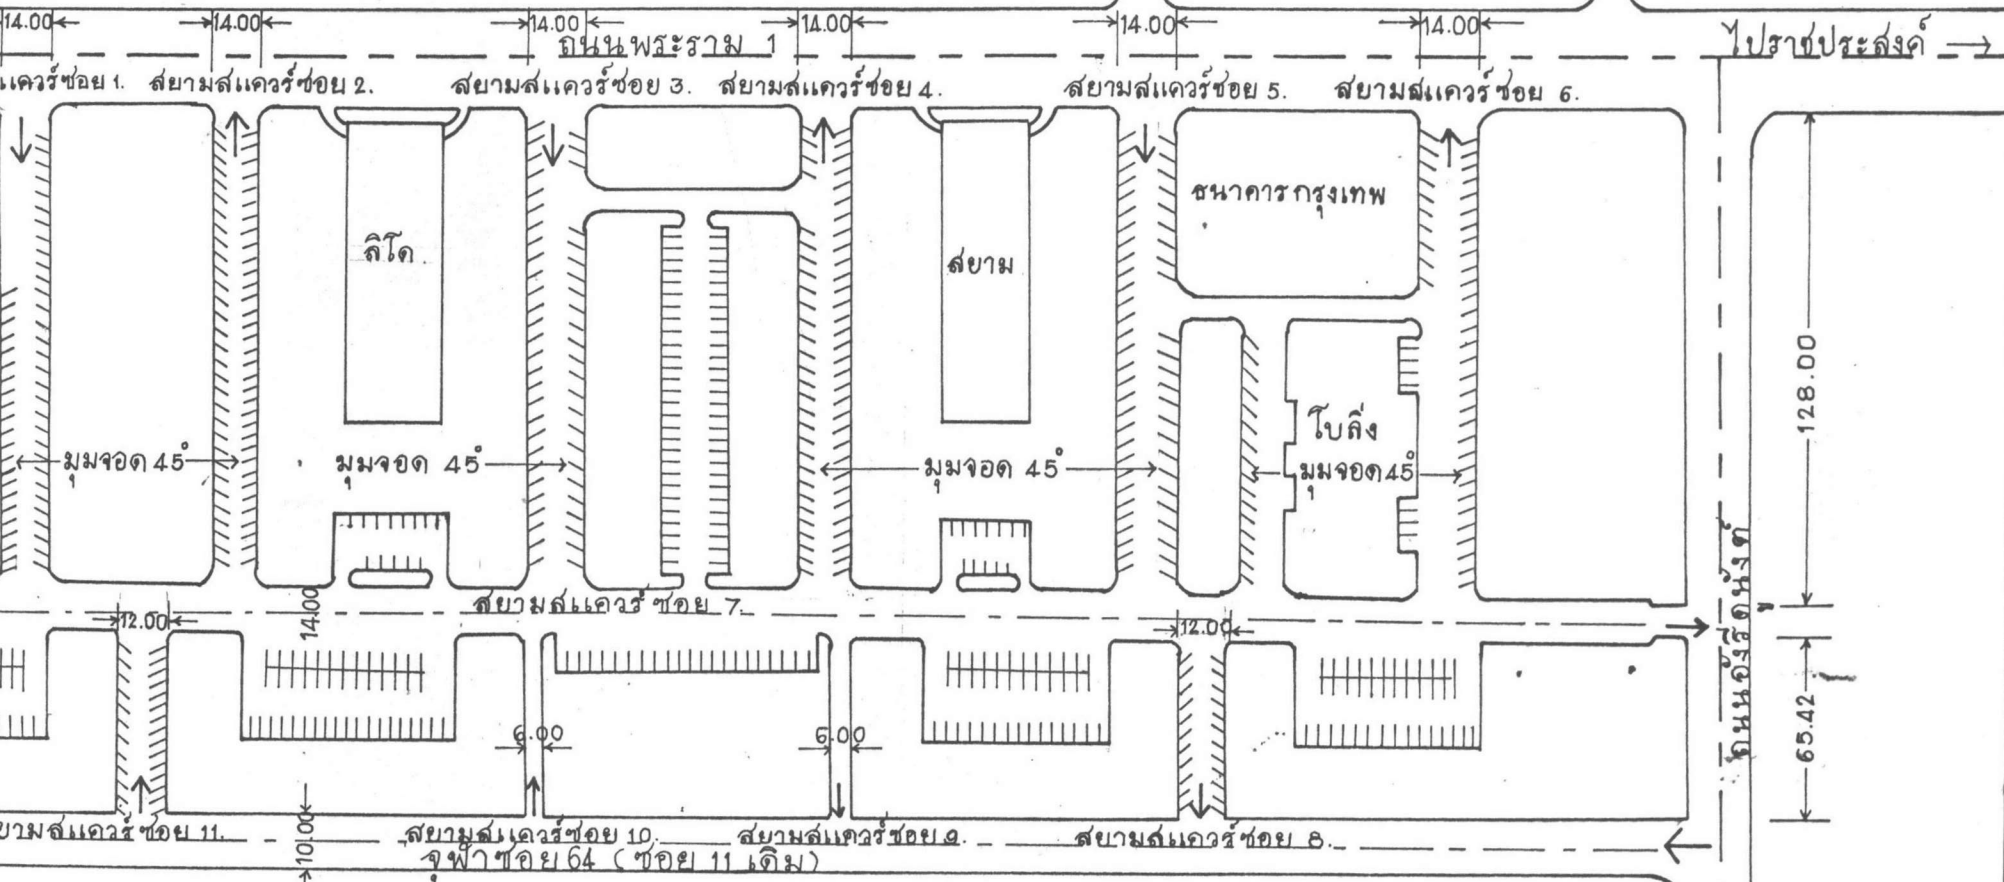 14.00 14.00 14.00 14.00 14.00 14.00
ถนนพระราม 1
ไปราชประสงค์
แควร์ซอย 1. สยามสแควร์ซอย 2. สยามสแควร์ซอย 3. สยามสแควร์ซอย 4. สยามสแควร์ซอย 5. สยามสแควร์ซอย 6.
ธนาคารกรุงเทพ
ลิโด
สยาม
128.00
โบลิ่ง
มุมจอด 45° มุมจอด 45° มุมจอด 45° มุมจอด 45°
สยามสแควร์ ซอย 7.
14.00
12.00 12.00
ถนนอังรีดูนังต์
65.42
6.00 6.00
ยามสแควร์ ซอย 11. สยามสแควร์ซอย 10. สยามสแควร์ซอย 9. สยามสแควร์ซอย 8.
10.00
จุฬาซอย 64 (ซอย 11 เดิม)